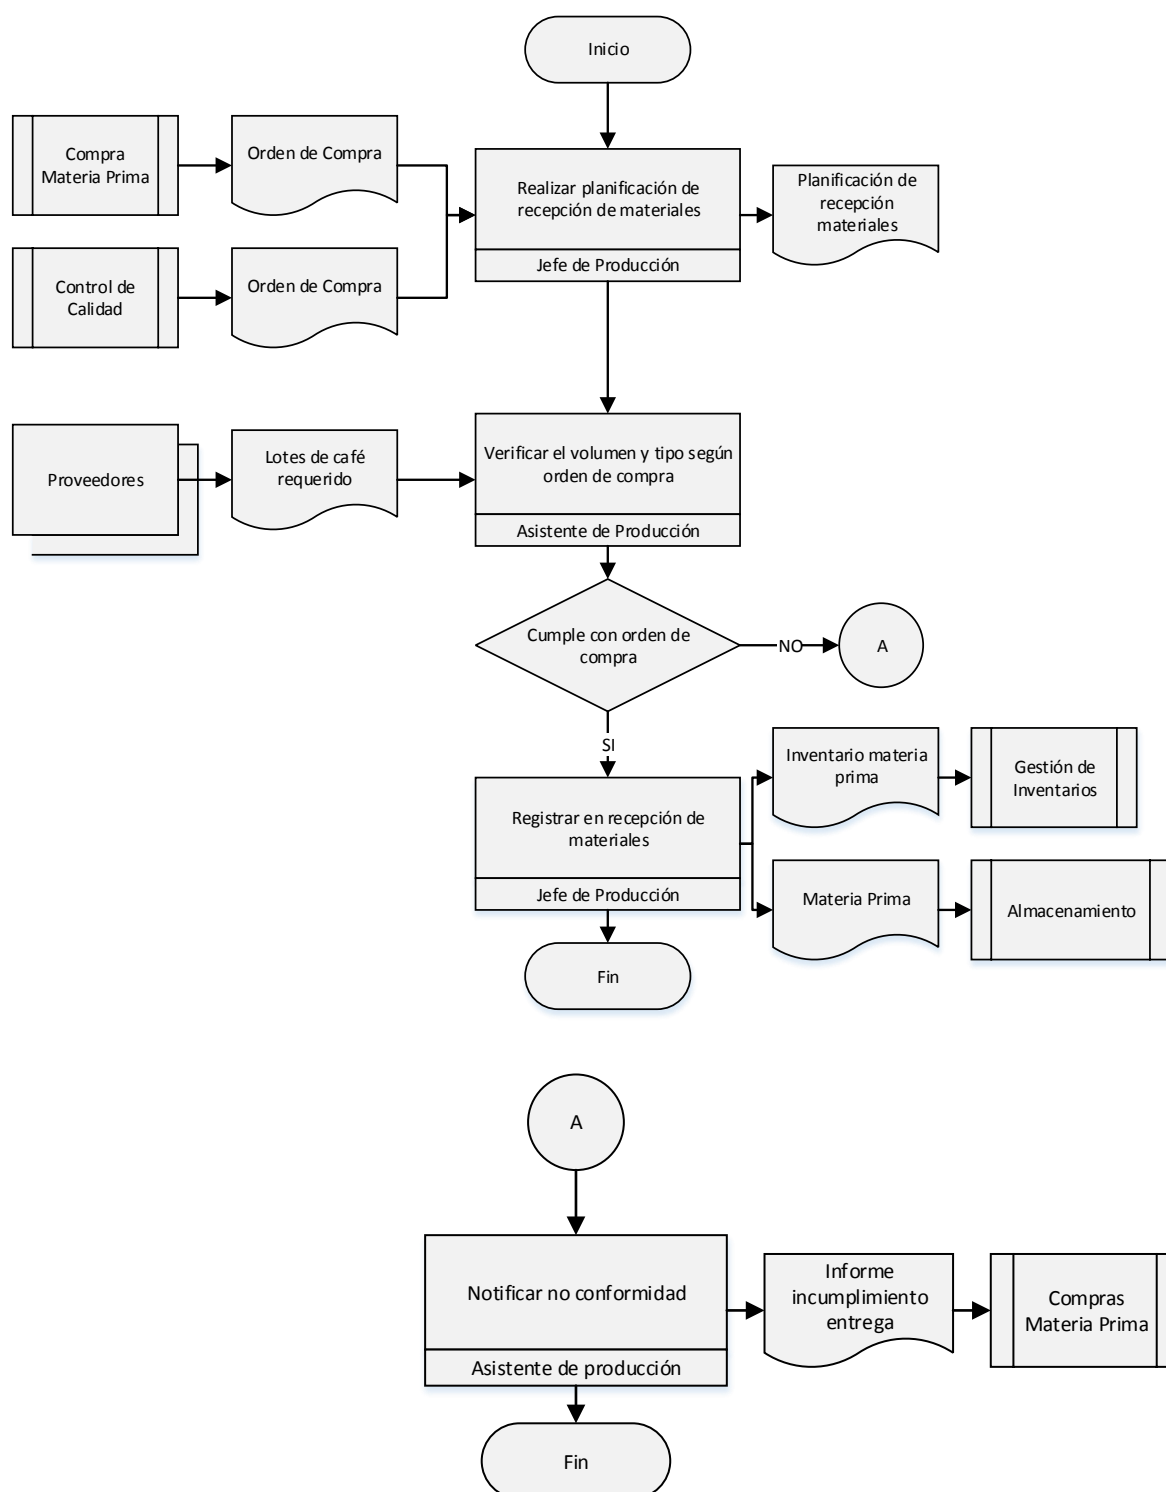 Inicio
Compra
Materia Prima
Orden de Compra
Realizar planificación de
recepción de materiales
Jefe de Producción
Planificación de
recepción
materiales
Control de
Calidad
Orden de Compra
Proveedores
Lotes de café
requerido
Verificar el volumen y tipo según
orden de compra
Asistente de Producción
Cumple con orden de
compra
NO
A
SI
Registrar en recepción de
materiales
Jefe de Producción
Inventario materia
prima
Gestión de
Inventarios
Materia Prima
Almacenamiento
Fin
A
Notificar no conformidad
Asistente de producción
Informe
incumplimiento
entrega
Compras
Materia Prima
Fin